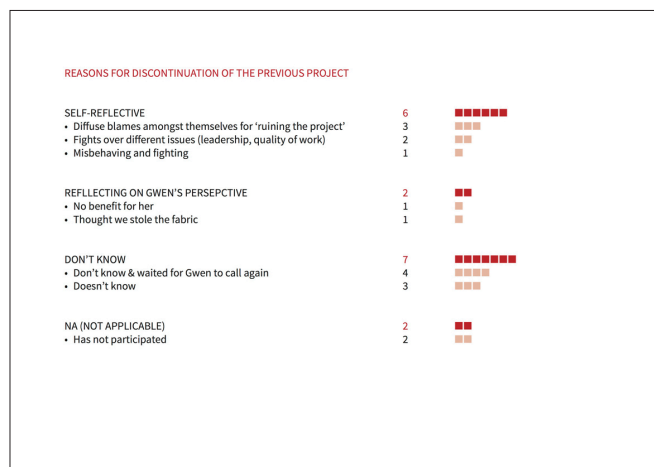 REASONS FOR DISCONTINUATION OF THE PREVIOUS PROJECT
SELF-REFLECTIVE 6
• Diffuse blames amongst themselves for ‘ruining the project’ 3
• Fights over different issues (leadership, quality of work) 2
• Misbehaving and fighting 1
REFLLECTING ON GWEN’S PERSEPCTIVE 2
• No benefit for her 1
• Thought we stole the fabric 1
DON’T KNOW 7
• Don’t know & waited for Gwen to call again 4
• Doesn’t know 3
NA (NOT APPLICABLE) 2
• Has not participated 2